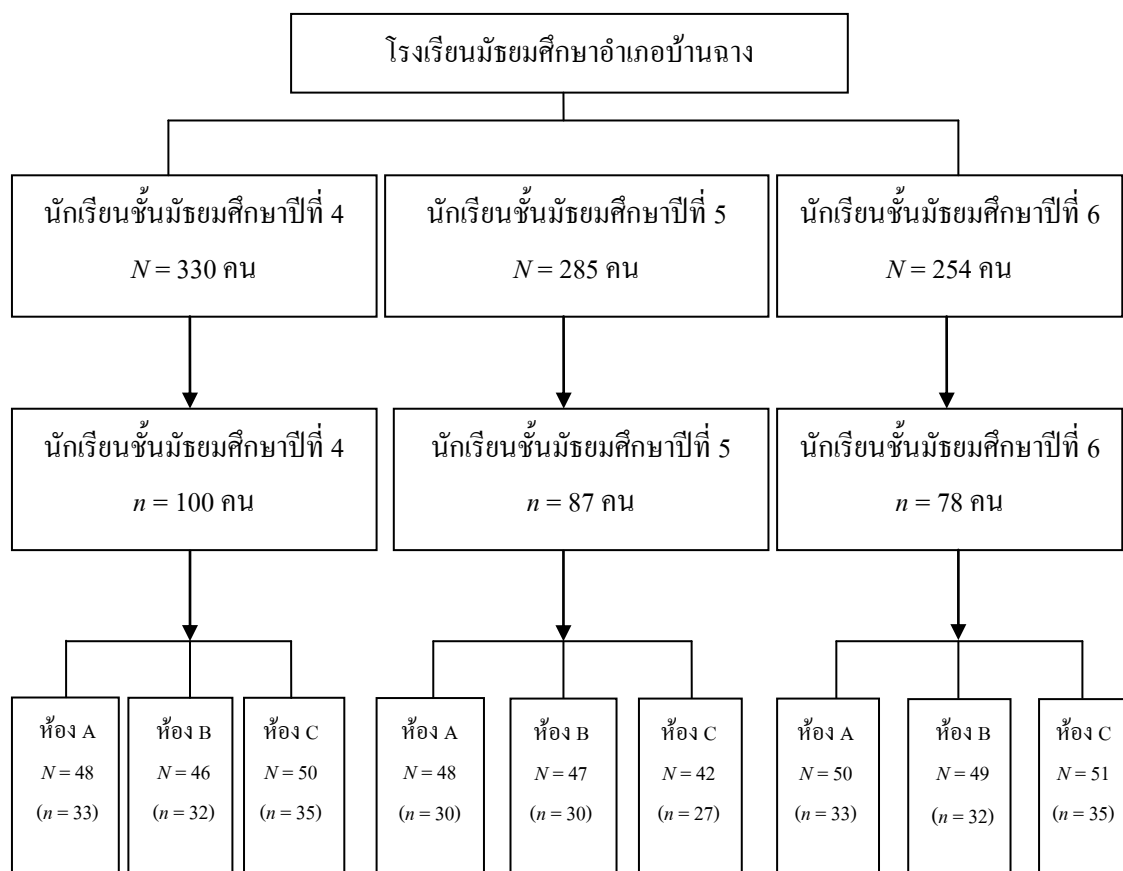 โรงเรียนมัธยมศึกษาอำเภอบ้านฉาง
นักเรียนชั้นมัธยมศึกษาปีที่ 4
N = 330 คน
นักเรียนชั้นมัธยมศึกษาปีที่ 5
N = 285 คน
นักเรียนชั้นมัธยมศึกษาปีที่ 6
N = 254 คน
นักเรียนชั้นมัธยมศึกษาปีที่ 4
n = 100 คน
นักเรียนชั้นมัธยมศึกษาปีที่ 5
n = 87 คน
นักเรียนชั้นมัธยมศึกษาปีที่ 6
n = 78 คน
ห้อง A
N = 48
(n = 33)
ห้อง B
N = 46
(n = 32)
ห้อง C
N = 50
(n = 35)
ห้อง A
N = 48
(n = 30)
ห้อง B
N = 47
(n = 30)
ห้อง C
N = 42
(n = 27)
ห้อง A
N = 50
(n = 33)
ห้อง B
N = 49
(n = 32)
ห้อง C
N = 51
(n = 35)